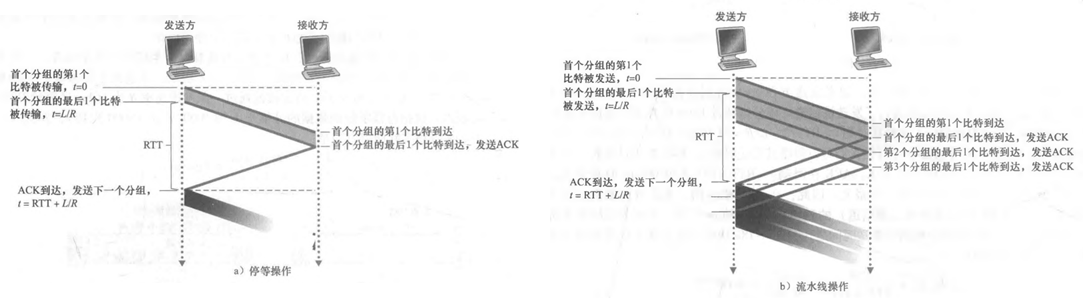 发送方
接收方
首个分组的第1个
比特被传输，t=0
首个分组的最后1个比特
被传输，t=L/R
首个分组的第1个比特到达
首个分组的最后1个比特到达，发送ACK
RTT
ACK到达，发送下一个分组，
t = RTT + L/R
a）停等操作
发送方
接收方
首个分组的第1个
比特被发送，t=0
首个分组的最后1个比特
被发送，t=L/R
首个分组的第1个比特到达
首个分组的最后1个比特到达，发送ACK
第2个分组的最后1个比特到达，发送ACK
第3个分组的最后1个比特到达，发送ACK
RTT
ACK到达，发送下一个分组，
t = RTT + L/R
b）流水线操作